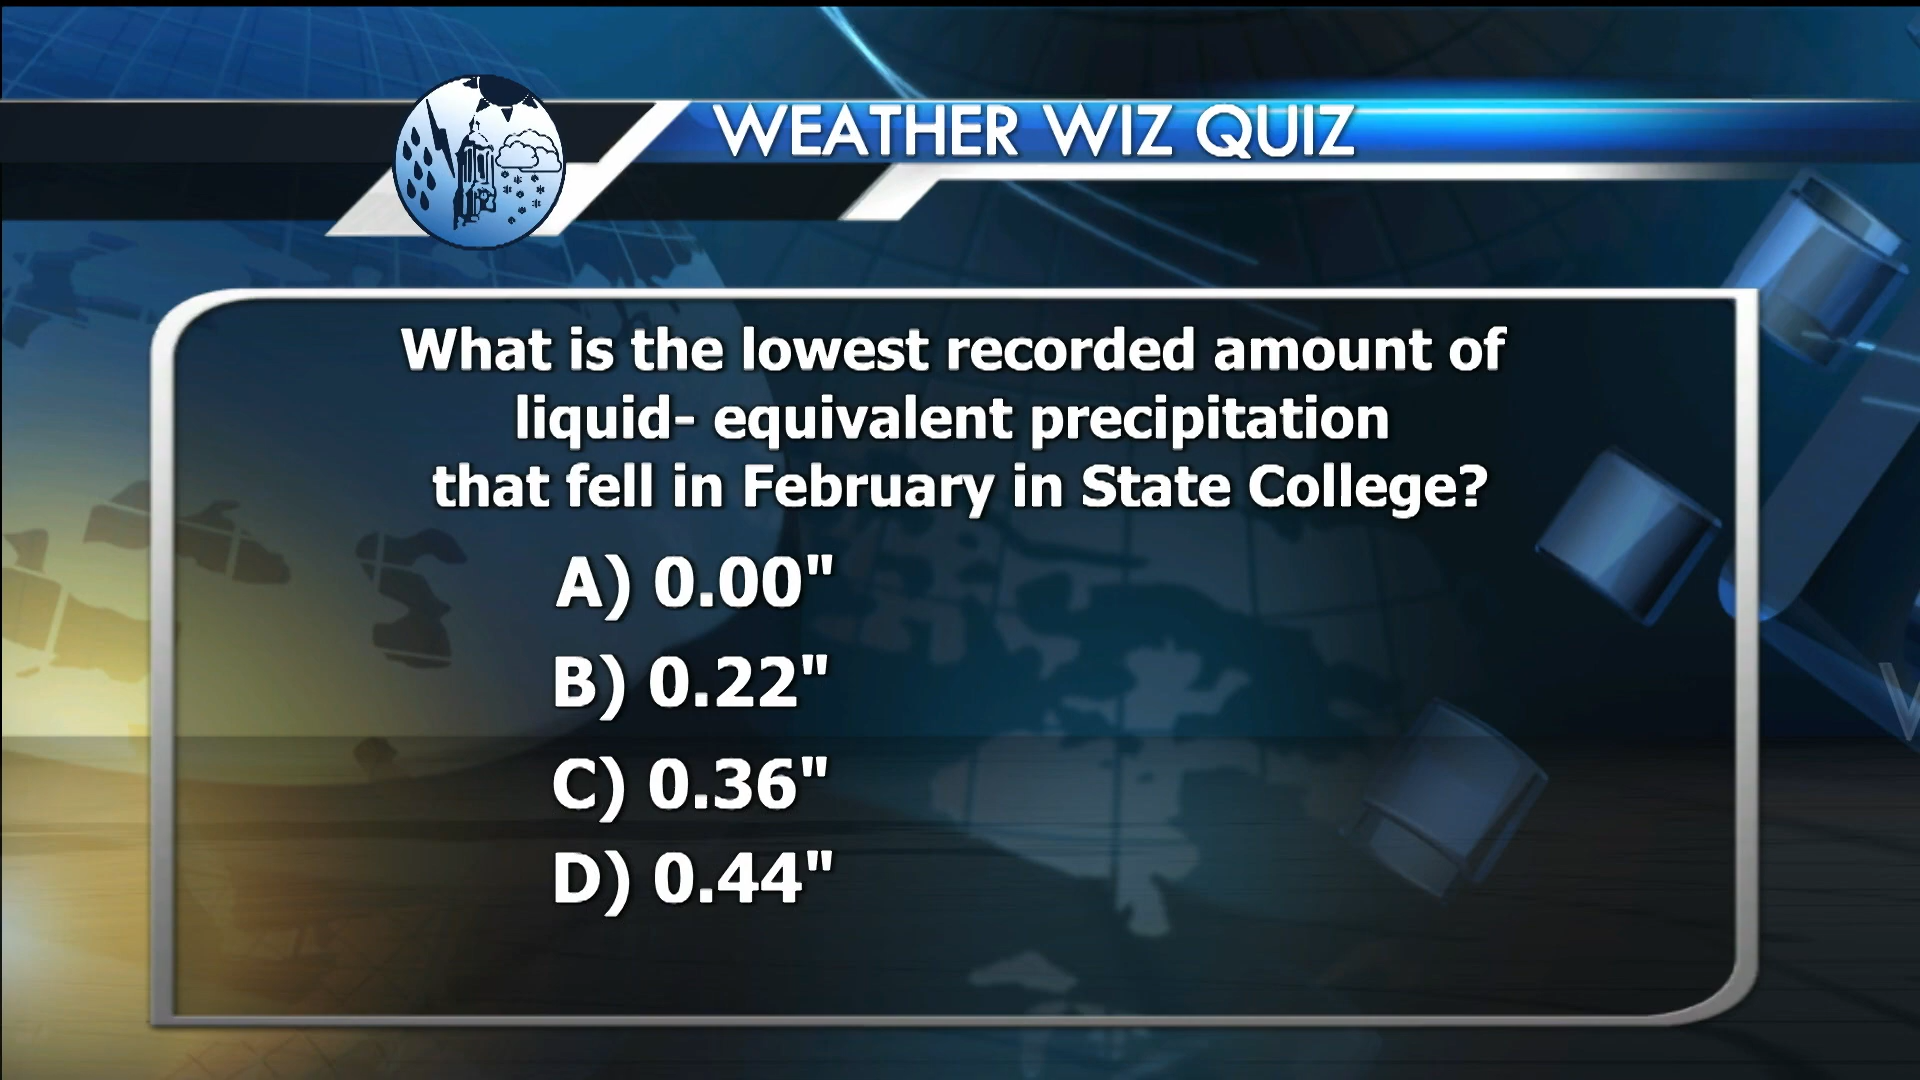 WEATHER WIZ QUIZ
What is the lowest recorded amount of
liquid- equivalent precipitation
that fell in February in State College?
A) 0.00"
B) 0.22"
C) 0.36"
D) 0.44"